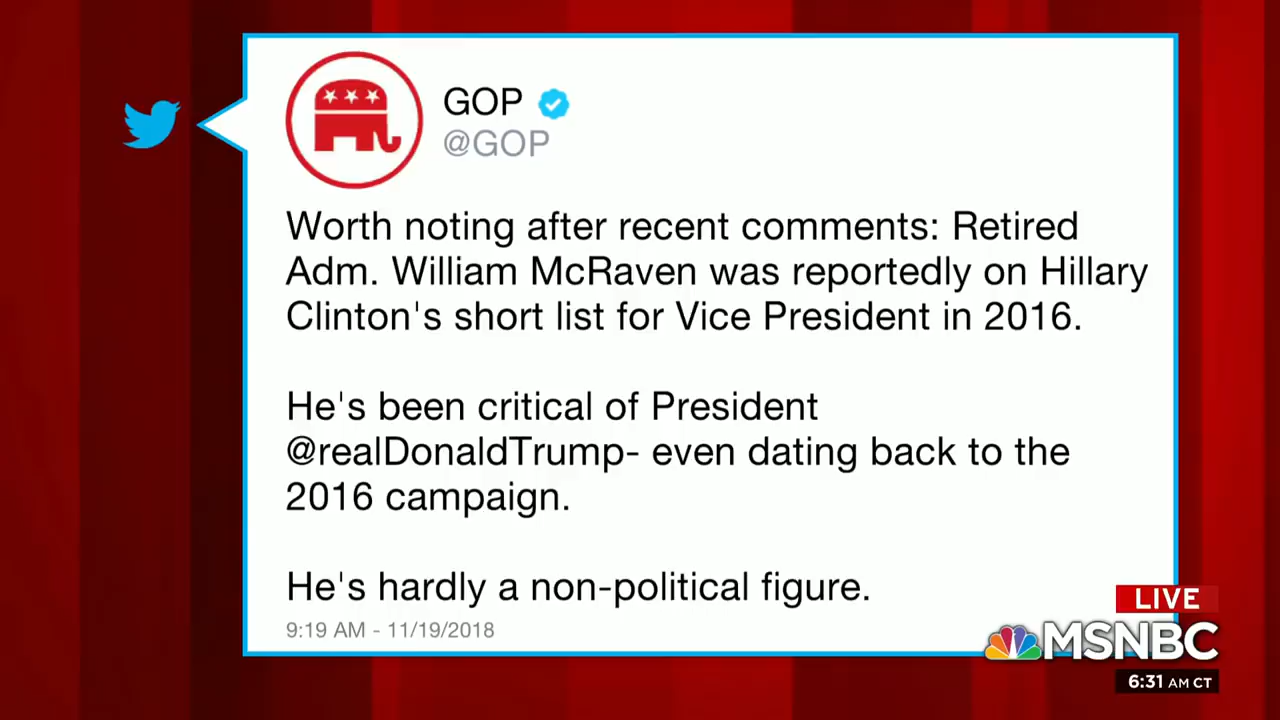 GOP
@GOP
Worth noting after recent comments: Retired
Adm. William McRaven was reportedly on Hillary
Clinton's short list for Vice President in 2016.
He's been critical of President
@realDonaldTrump- even dating back to the
2016 campaign.
He's hardly a non-political figure.
9:19 AM - 11/19/2018
LIVE
MSNBC
6:31 AM CT